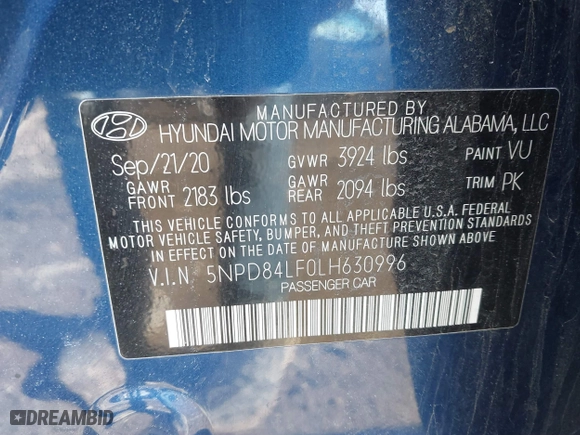 MANUFACTURED BY
HYUNDAI MOTOR MANUFACTURING ALABAMA, LLC
Sep/21/20 GVWR 3924 lbs PAINT VU
GAWR FRONT 2183 lbs GAWR REAR 2094 lbs TRIM PK
THIS VEHICLE CONFORMS TO ALL APPLICABLE U.S.A. FEDERAL
MOTOR VEHICLE SAFETY, BUMPER, AND THEFT PREVENTION STANDARDS
IN EFFECT ON THE DATE OF MANUFACTURE SHOWN ABOVE.
V.I.N 5NPD84LF0LH630996
PASSENGER CAR
DREAMBID